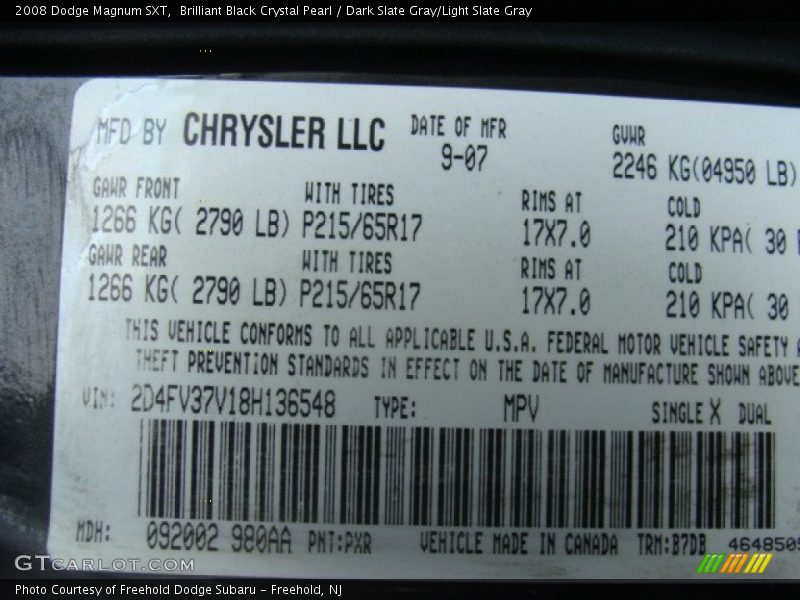 2008 Dodge Magnum SXT, Brilliant Black Crystal Pearl / Dark Slate Gray/Light Slate Gray
MFD BY CHRYSLER LLC DATE OF MFR GVWR
9-07 2246 KG(04950 LB)
GAWR FRONT WITH TIRES RIMS AT COLD
1266 KG( 2790 LB) P215/65R17 17X7.0 210 KPA( 30
GAWR REAR WITH TIRES RIMS AT COLD
1266 KG( 2790 LB) P215/65R17 17X7.0 210 KPA( 30
THIS VEHICLE CONFORMS TO ALL APPLICABLE U.S.A. FEDERAL MOTOR VEHICLE SAFETY
THEFT PREVENTION STANDARDS IN EFFECT ON THE DATE OF MANUFACTURE SHOWN ABOVE
VIN: 2D4FV37V18H136548 TYPE: MPV SINGLE X DUAL
MDH: 092002 980AA PNT:PXR VEHICLE MADE IN CANADA TRM:B7DB 4648505
GTCARLOT.COM
Photo Courtesy of Freehold Dodge Subaru - Freehold, NJ